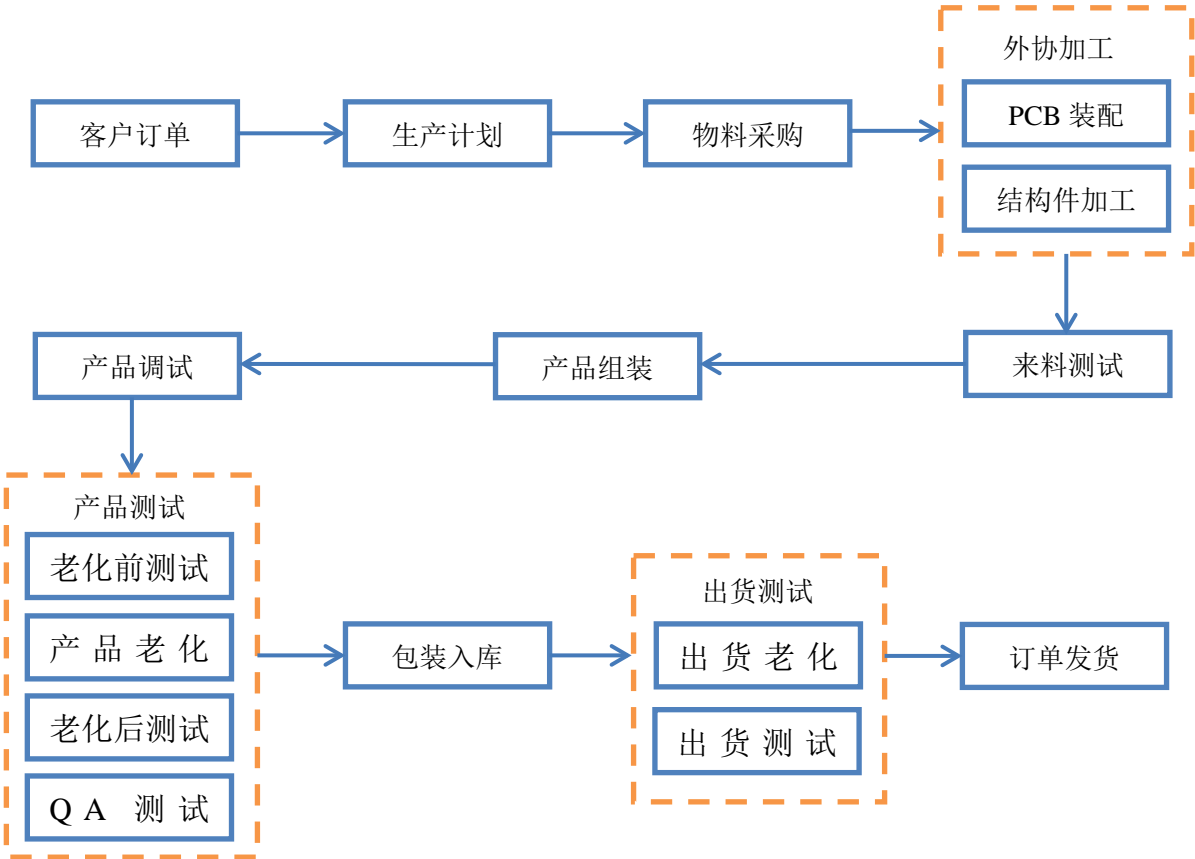 外协加工
客户订单
生产计划
物料采购
PCB 装配
结构件加工
产品调试
产品组装
来料测试
产品测试
老化前测试
产品老化
老化后测试
QA 测试
包装入库
出货测试
出货老化
出货测试
订单发货